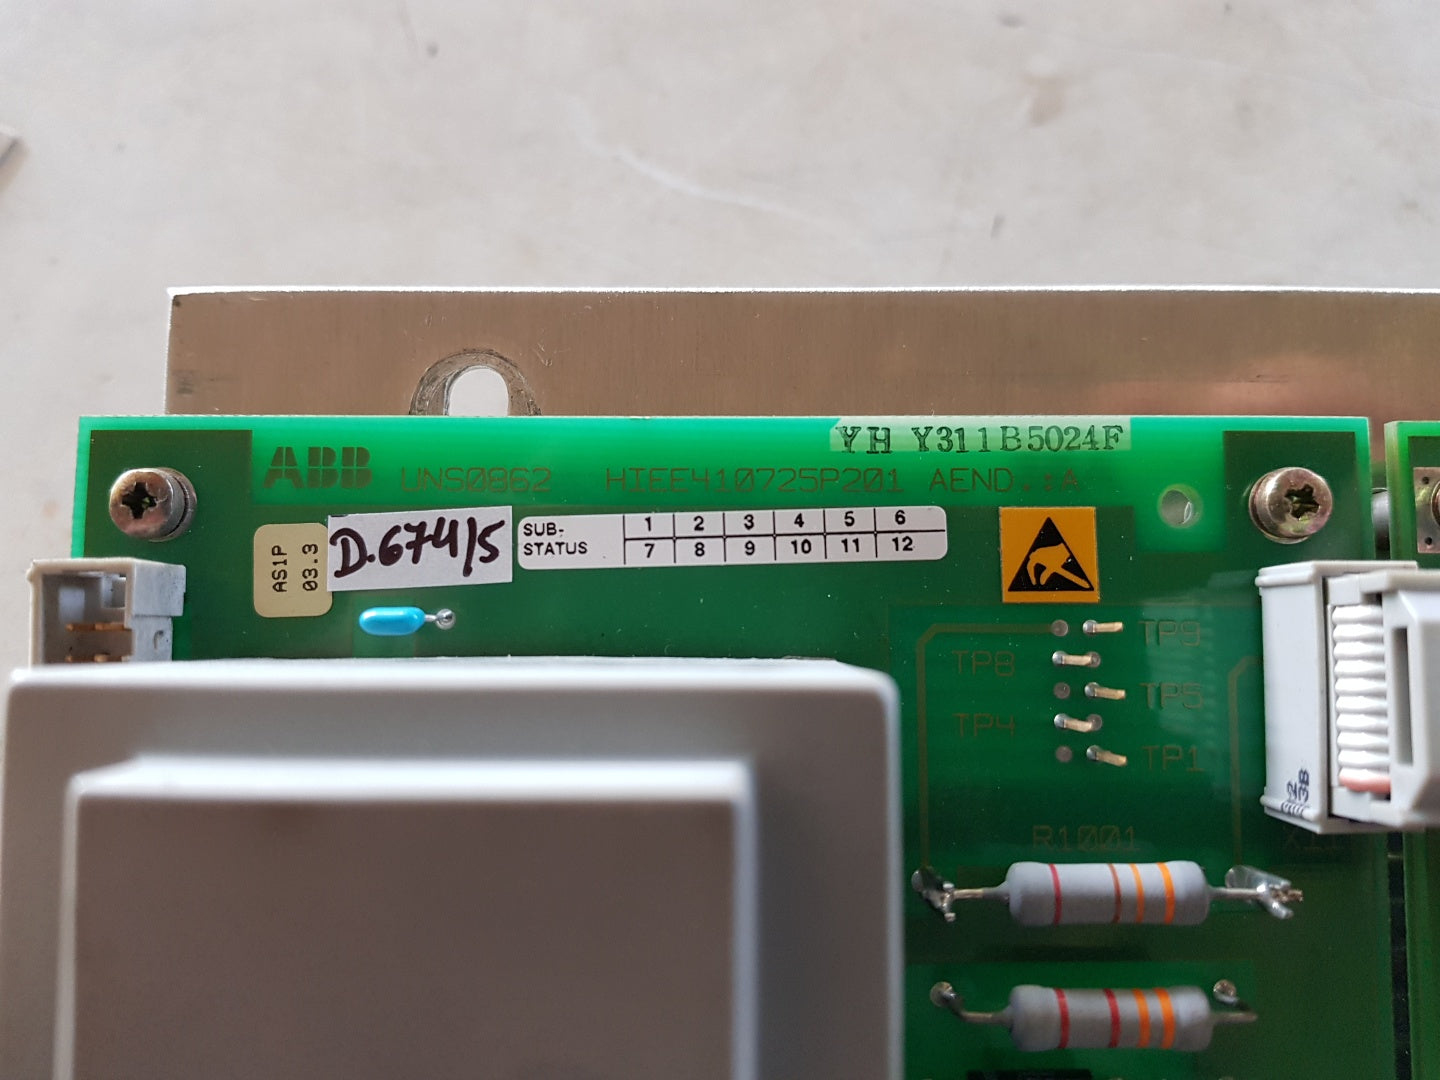 YH Y311B5024F
ABB UNS0862 HIEE410725P201 AEND.:A
AS1P
03.3
D.674/5
SUB-
STATUS
1 2 3 4 5 6
7 8 9 10 11 12
TP9
TP8
TP5
TP4
TP1
R1001